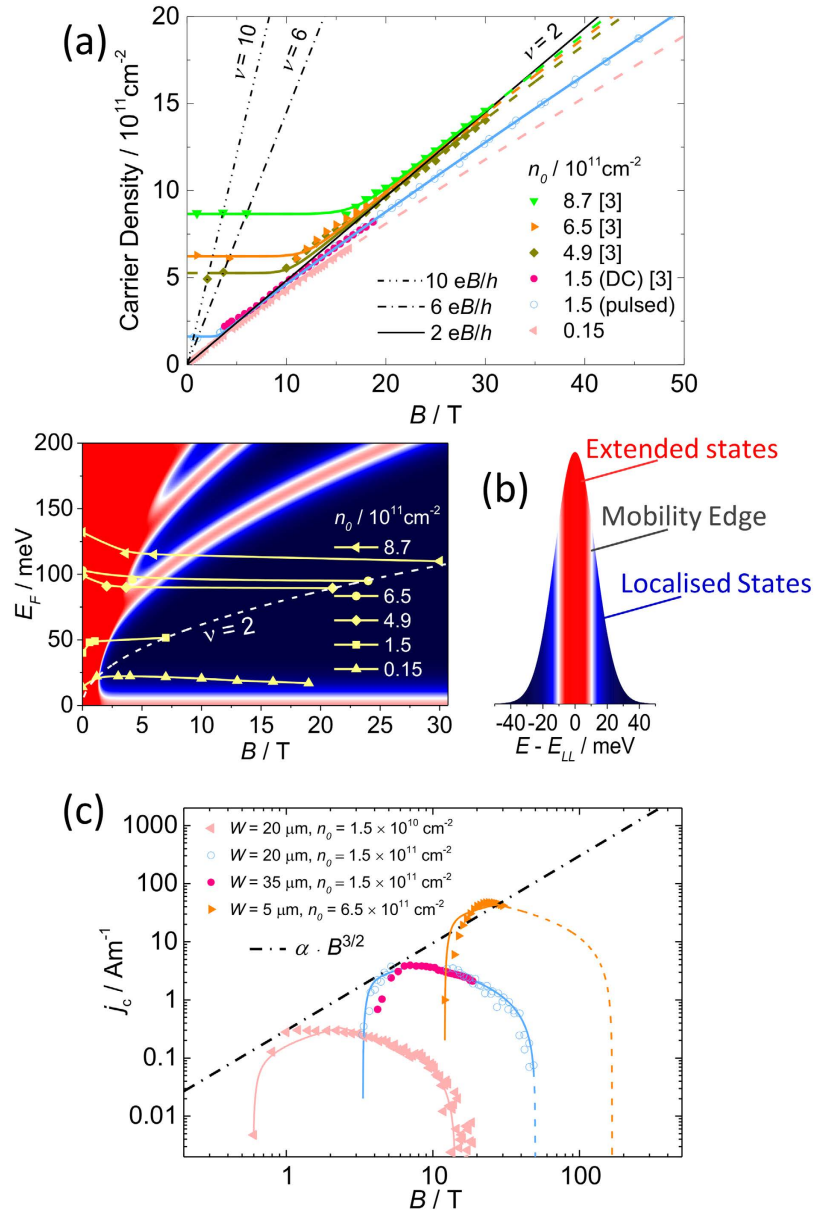 (a)
20
15
10
5
0
Carrier Density / 10¹¹cm⁻²
ν = 10
ν = 6
ν = 2
n₀ / 10¹¹cm⁻²
8.7 [3]
6.5 [3]
4.9 [3]
1.5 (DC) [3]
1.5 (pulsed)
0.15
10 eB/h
6 eB/h
2 eB/h
0 10 20 30 40 50
B / T
200
150
100
50
0
E_F / meV
n₀ / 10¹¹cm⁻²
8.7
6.5
4.9
1.5
0.15
ν = 2
0 5 10 15 20 25 30
B / T
(b)
Extended states
Mobility Edge
Localised States
-40 -20 0 20 40
E - E_LL / meV
(c)
1000
100
10
1
0.1
0.01
j_c / Am⁻¹
W = 20 μm, n₀ = 1.5 × 10¹⁰ cm⁻²
W = 20 μm, n₀ = 1.5 × 10¹¹ cm⁻²
W = 35 μm, n₀ = 1.5 × 10¹¹ cm⁻²
W = 5 μm, n₀ = 6.5 × 10¹¹ cm⁻²
α · B³/²
1 10 100
B / T